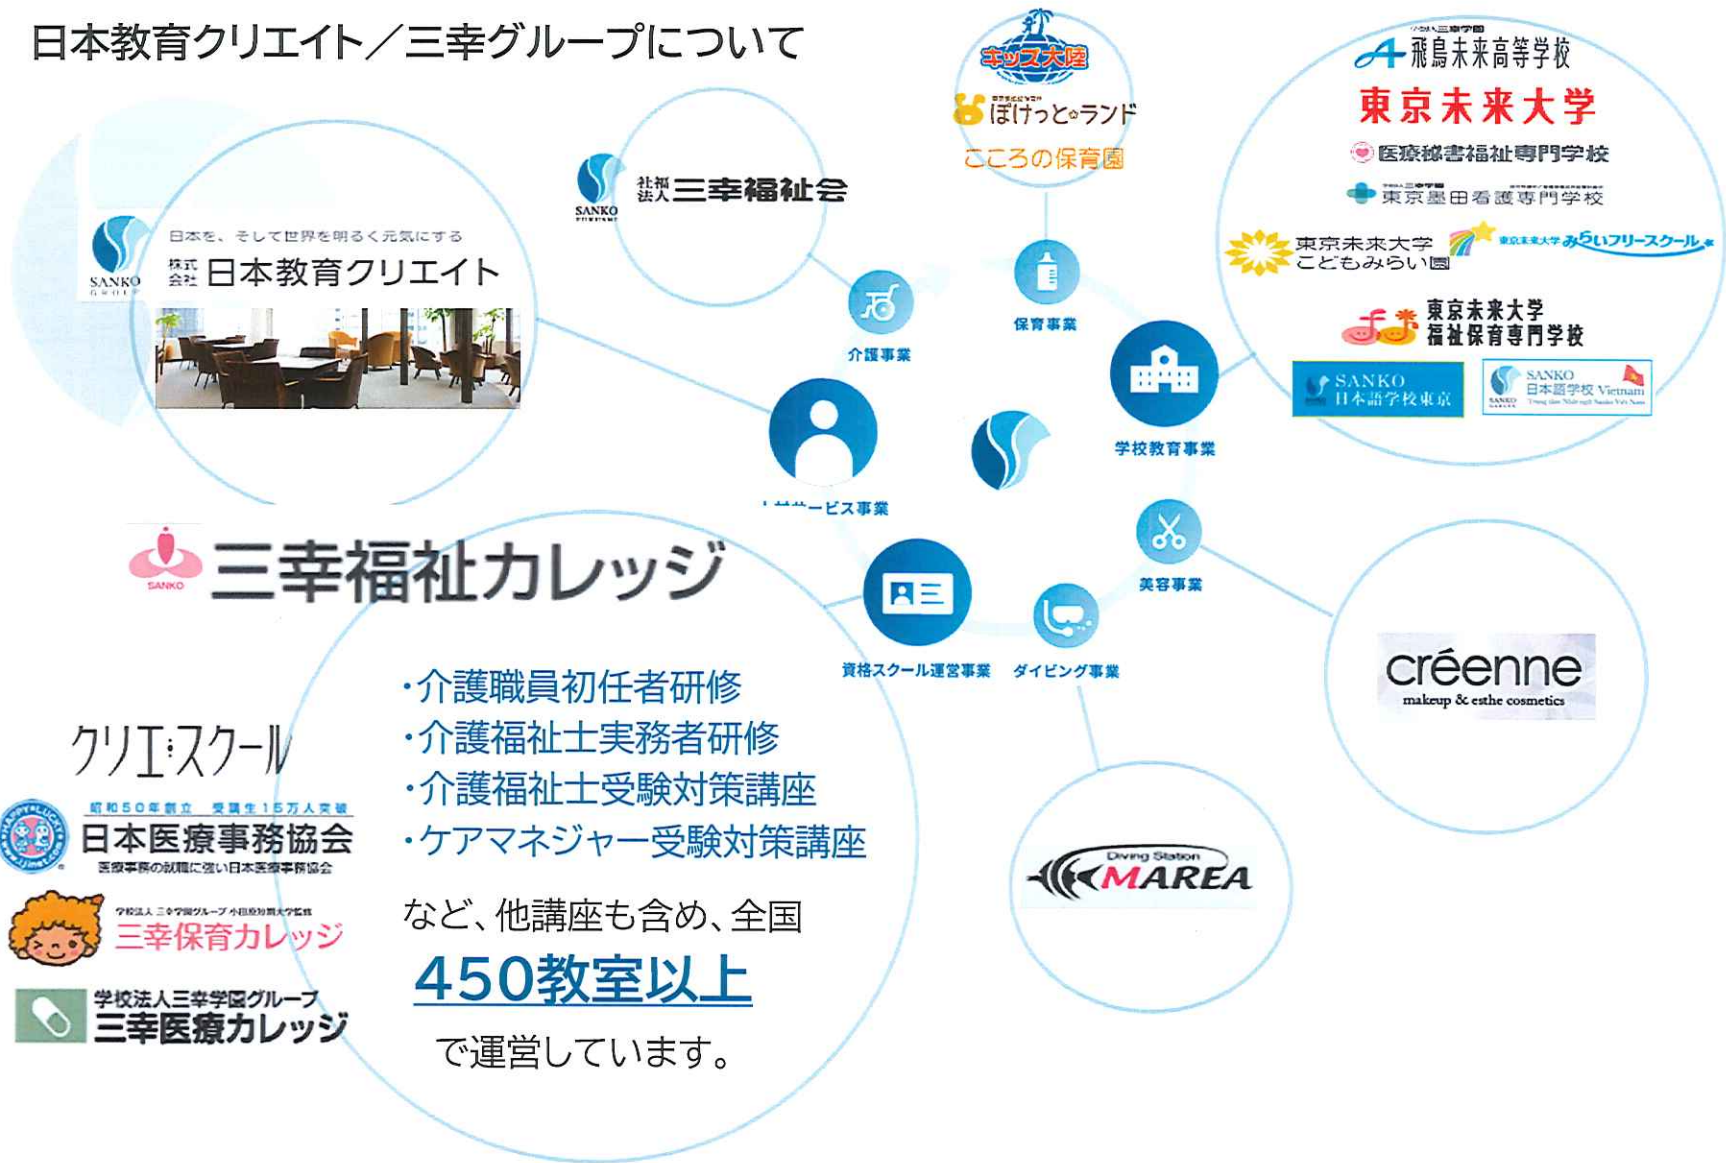 日本教育クリエイト／三幸グループについて
キッズ大陸
ぽけっと☆ランド
こころの保育園
飛鳥未来高等学校
東京未来大学
医療秘書福祉専門学校
東京墨田看護専門学校
東京未来大学
こどもみらい園
東京未来大学 みらいフリースクール
東京未来大学
福祉保育専門学校
SANKO
日本語学校東京
SANKO
日本語学校 Vietnam
SANKO
社福
法人 三幸福祉会
SANKO
GROUP
日本を、そして世界を明るく元気にする
株式
会社 日本教育クリエイト
介護事業
保育事業
学校教育事業
ービス事業
美容事業
資格スクール運営事業
ダイビング事業
créenne
makeup & esthe cosmetics
Diving Station
MAREA
SANKO
三幸福祉カレッジ
・介護職員初任者研修
・介護福祉士実務者研修
・介護福祉士受験対策講座
・ケアマネジャー受験対策講座
など、他講座も含め、全国
450教室以上
で運営しています。
クリエ:スクール
昭和50年創立 受講生15万人突破
日本医療事務協会
医療事務の就職に強い日本医療事務協会
三幸保育カレッジ
学校法人三幸学園グループ
三幸医療カレッジ